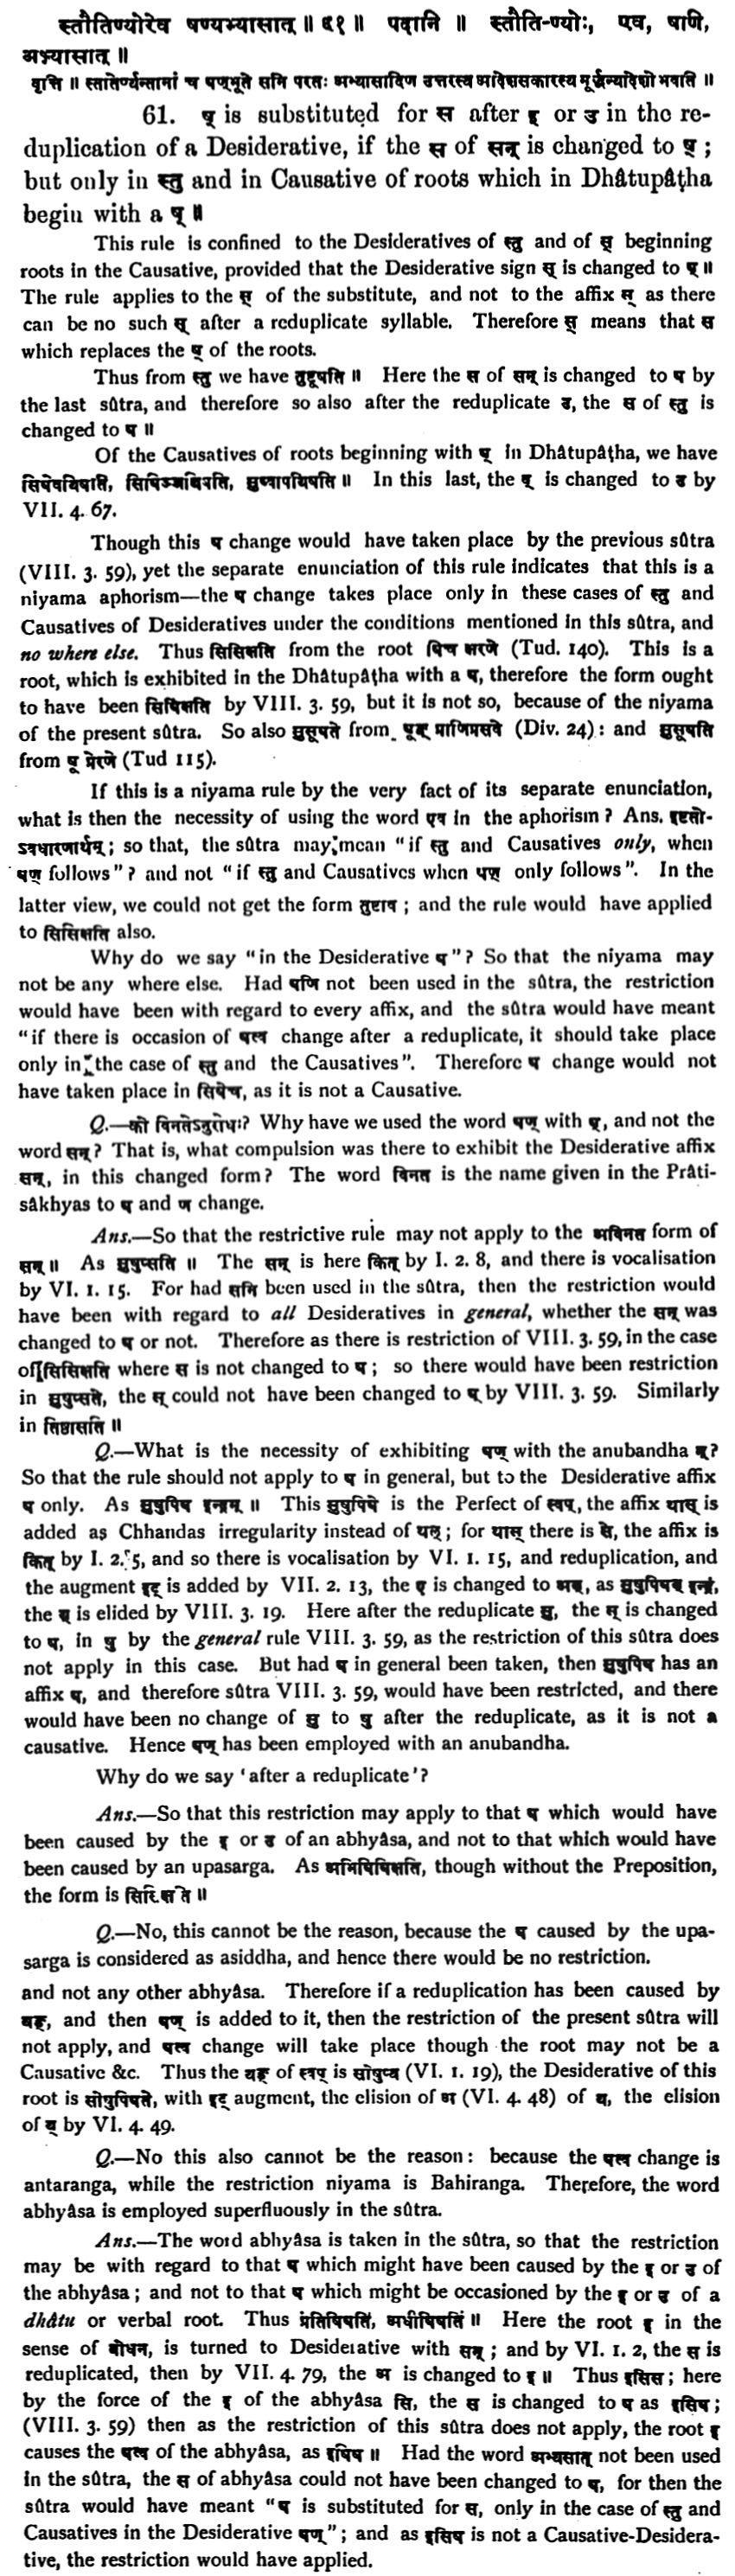 स्तौतिण्योरेव षण्यभ्यासात् ॥ ६१ ॥ पदानि ॥ स्तौति-ण्योः, एव, षणि,
अभ्यासात् ॥
वृत्ति ॥ स्तौतेर्ण्यन्तानां च षण्भूते सनि परतः अभ्यासादिण उत्तरस्य आदेशसकारस्य मूर्द्धन्यादेशो भवति ॥
61. ष् is substituted for स after इ or उ in the re-
duplication of a Desiderative, if the स of सन् is changed to ष् ;
but only in स्तु and in Causative of roots which in Dhâtupâṭha
begin with a ष् ॥
This rule is confined to the Desideratives of स्तु and of स् beginning
roots in the Causative, provided that the Desiderative sign स् is changed to ष् ॥
The rule applies to the स् of the substitute, and not to the affix स् as there
can be no such स् after a reduplicate syllable. Therefore स् means that स
which replaces the ष् of the roots.
Thus from स्तु we have तुष्टूषति ॥ Here the स of सन् is changed to ष by
the last sûtra, and therefore so also after the reduplicate उ, the स of स्तु is
changed to ष ॥
Of the Causatives of roots beginning with ष् in Dhâtupâṭha, we have
सिषेवयिषति, सिषिञ्जयिषति, सुष्वापयिषति ॥ In this last, the व् is changed to उ by
VII. 4. 67.
Though this ष change would have taken place by the previous sûtra
(VIII. 3. 59), yet the separate enunciation of this rule indicates that this is a
niyama aphorism—the ष change takes place only in these cases of स्तु and
Causatives of Desideratives under the conditions mentioned in this sûtra, and
no where else. Thus सिसिक्षति from the root षिच क्षरणे (Tud. 140). This is a
root, which is exhibited in the Dhâtupâṭha with a ष, therefore the form ought
to have been सिषिक्षति by VIII. 3. 59, but it is not so, because of the niyama
of the present sûtra. So also सुसूषते from षूङ् प्राणिप्रसवे (Div. 24) : and सुसूषति
from षू प्रेरणे (Tud 115).
If this is a niyama rule by the very fact of its separate enunciation,
what is then the necessity of using the word एव in the aphorism ? Ans. इष्टतो-
ऽवधारणार्थम् ; so that, the sûtra may mean "if स्तु and Causatives only, when
षण् follows" ? and not "if स्तु and Causatives when षण् only follows". In the
latter view, we could not get the form तुष्टाव ; and the rule would have applied
to सिसिक्षति also.
Why do we say "in the Desiderative ष" ? So that the niyama may
not be any where else. Had षणि not been used in the sûtra, the restriction
would have been with regard to every affix, and the sûtra would have meant
"if there is occasion of षत्व change after a reduplicate, it should take place
only in the case of स्तु and the Causatives". Therefore ष change would not
have taken place in सिषेच, as it is not a Causative.
Q.—को विनतेऽनुरोधः? Why have we used the word षण् with ष्, and not the
word सन् ? That is, what compulsion was there to exhibit the Desiderative affix
सन्, in this changed form ? The word विनत is the name given in the Prâti-
sâkhyas to ष and ण change.
Ans.—So that the restrictive rule may not apply to the अविनत form of
सन् ॥ As सुषुप्सति ॥ The सन् is here कित् by I. 2. 8, and there is vocalisation
by VI. 1. 15. For had सनि been used in the sûtra, then the restriction would
have been with regard to all Desideratives in general, whether the सन् was
changed to ष or not. Therefore as there is restriction of VIII. 3. 59, in the case
of सिसिक्षति where स is not changed to ष ; so there would have been restriction
in सुषुप्सते, the स् could not have been changed to ष् by VIII. 3. 59. Similarly
in तिष्ठासति ॥
Q.—What is the necessity of exhibiting षण् with the anubandha ण् ?
So that the rule should not apply to ष in general, but to the Desiderative affix
ष only. As सुषुपिष इन्द्रम् ॥ This सुषुपिषे is the Perfect of स्वप्, the affix थास् is
added as Chhandas irregularity instead of थल् ; for थास् there is से, the affix is
कित् by I. 2. 5, and so there is vocalisation by VI. 1. 15, and reduplication, and
the augment इट् is added by VII. 2. 13, the ए is changed to अय्, as सुषुपिषय् इन्द्रं,
the य् is elided by VIII. 3. 19. Here after the reduplicate सु, the स् is changed
to ष, in षु by the general rule VIII. 3. 59, as the restriction of this sûtra does
not apply in this case. But had ष in general been taken, then सुषुपिष has an
affix ष, and therefore sûtra VIII. 3. 59, would have been restricted, and there
would have been no change of सु to षु after the reduplicate, as it is not a
causative. Hence षण् has been employed with an anubandha.
Why do we say 'after a reduplicate' ?
Ans.—So that this restriction may apply to that ष which would have
been caused by the इ or उ of an abhyâsa, and not to that which would have
been caused by an upasarga. As अभिषिषिक्षति, though without the Preposition,
the form is सिसिक्षति ॥
Q.—No, this cannot be the reason, because the ष caused by the upa-
sarga is considered as asiddha, and hence there would be no restriction.
and not any other abhyâsa. Therefore if a reduplication has been caused by
यङ्, and then षण् is added to it, then the restriction of the present sûtra will
not apply, and षत्व change will take place though the root may not be a
Causative &c. Thus the यङ् of स्वप् is सोषुप्य (VI. 1. 19), the Desiderative of this
root is सोषुपिषते, with इट् augment, the elision of अ (VI. 4. 48) of य, the elision
of य् by VI. 4. 49.
Q.—No this also cannot be the reason : because the षत्व change is
antaranga, while the restriction niyama is Bahiranga. Therefore, the word
abhyâsa is employed superfluously in the sûtra.
Ans.—The word abhyâsa is taken in the sûtra, so that the restriction
may be with regard to that ष which might have been caused by the इ or उ of
the abhyâsa ; and not to that ष which might be occasioned by the इ or उ of a
dhâtu or verbal root. Thus प्रतिषिषति, अधीषिषति ॥ Here the root इ in the
sense of बोधन, is turned to Desiderative with सन् ; and by VI. 1. 2, the स is
reduplicated, then by VII. 4. 79, the अ is changed to इ ॥ Thus इसिस ; here
by the force of the इ of the abhyâsa सि, the स is changed to ष as इसिष ;
(VIII. 3. 59) then as the restriction of this sûtra does not apply, the root इ
causes the षत्व of the abhyâsa, as इषिष ॥ Had the word अभ्यासात् not been used
in the sûtra, the स of abhyâsa could not have been changed to ष, for then the
sûtra would have meant "ष is substituted for स, only in the case of स्तु and
Causatives in the Desiderative षण्" ; and as इसिष is not a Causative-Desidera-
tive, the restriction would have applied.